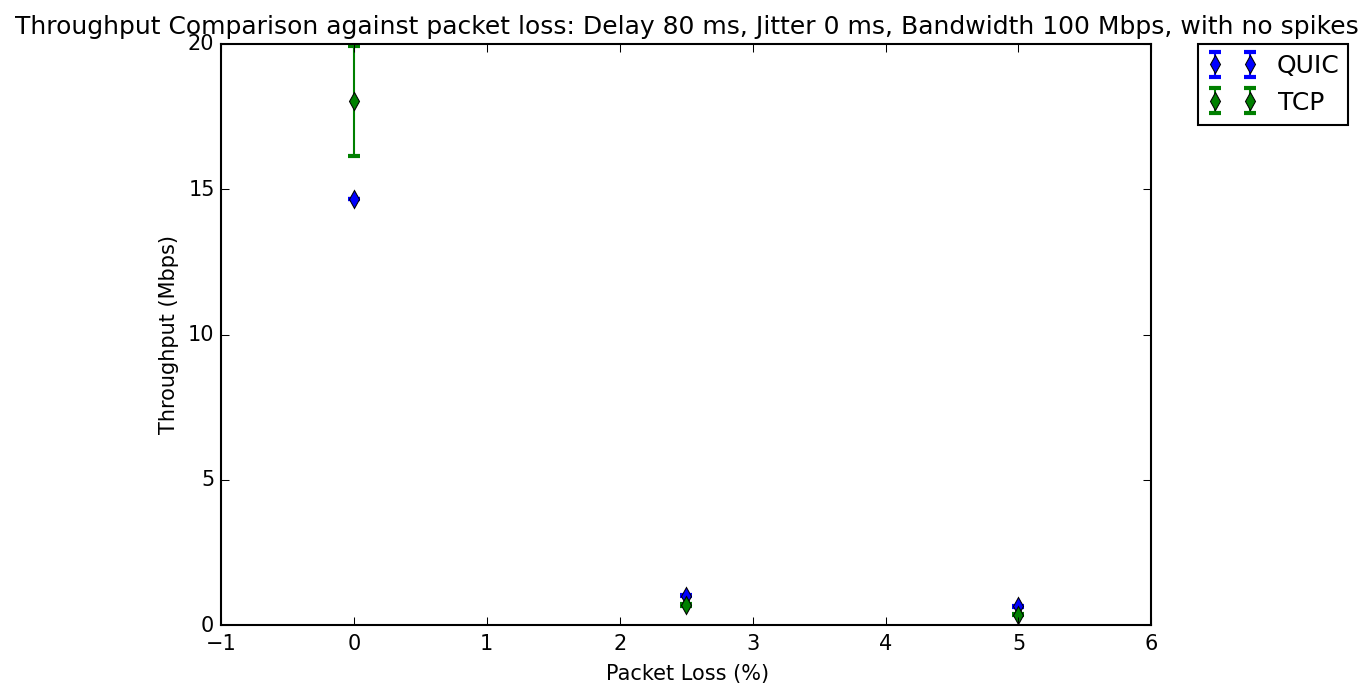 Throughput Comparison against packet loss: Delay 80 ms, Jitter 0 ms, Bandwidth 100 Mbps, with no spikes
QUIC
TCP
Throughput (Mbps)
20
15
10
5
0
−1 0 1 2 3 4 5 6
Packet Loss (%)